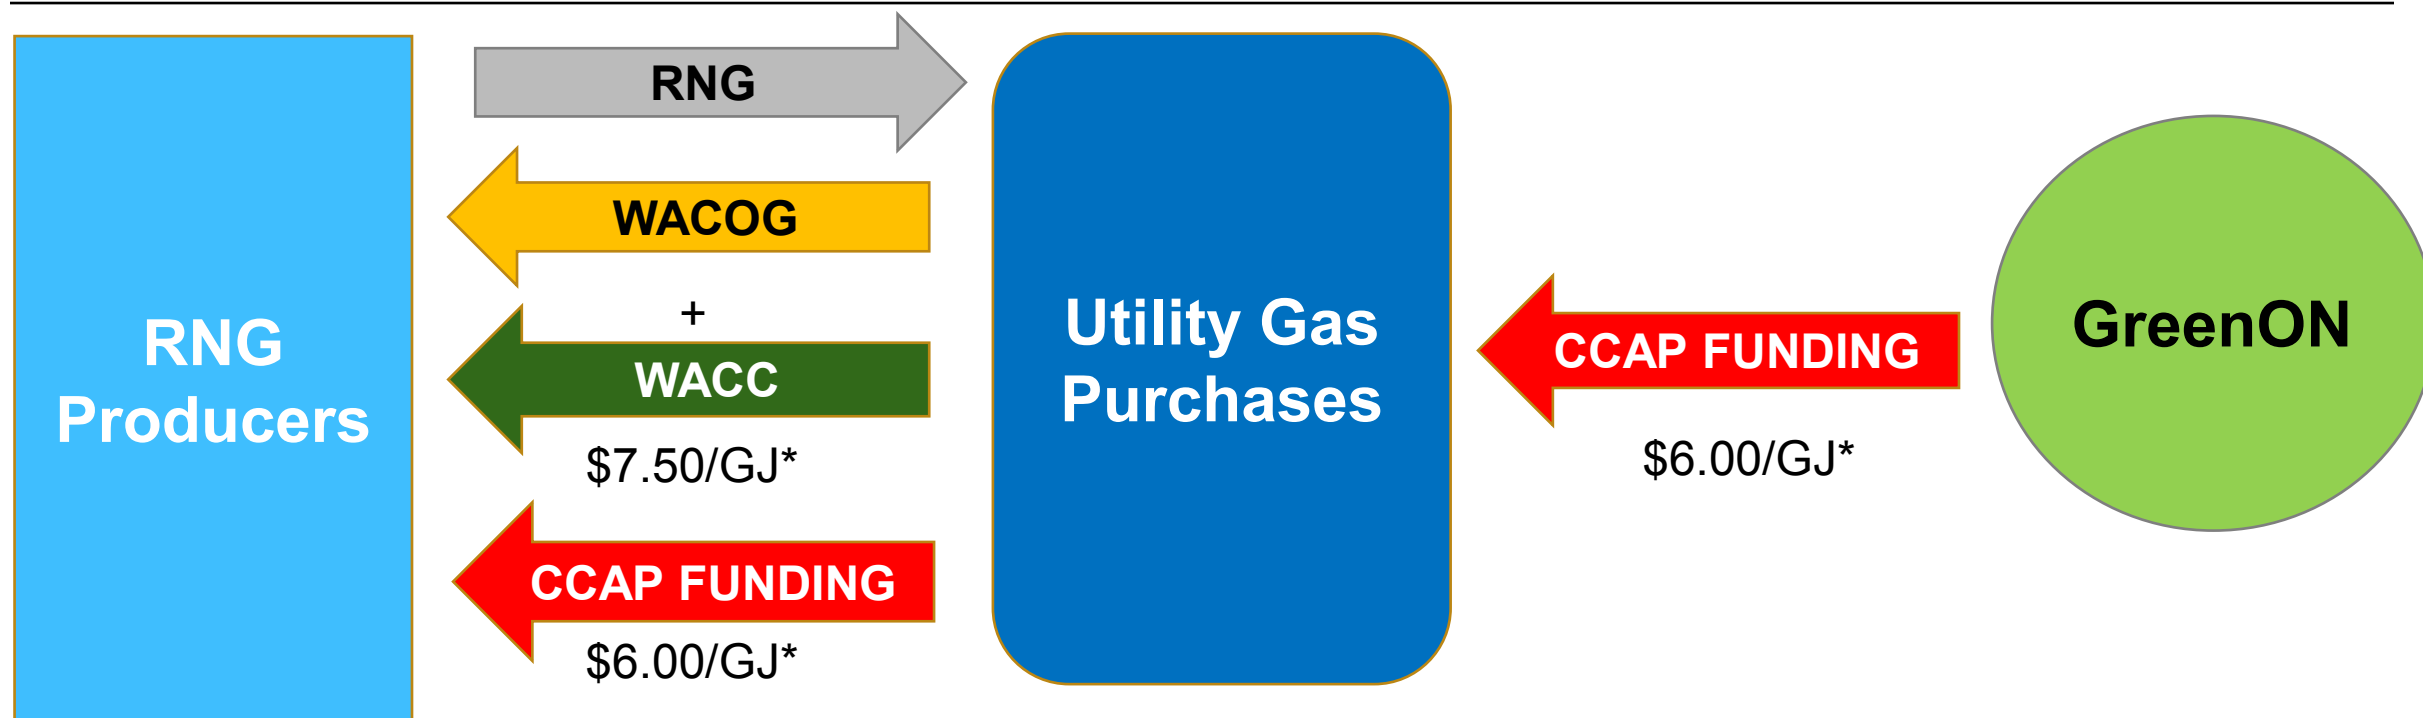 RNG
Producers
RNG
WACOG
+
WACC
$7.50/GJ*
CCAP FUNDING
$6.00/GJ*
Utility Gas
Purchases
CCAP FUNDING
$6.00/GJ*
GreenON